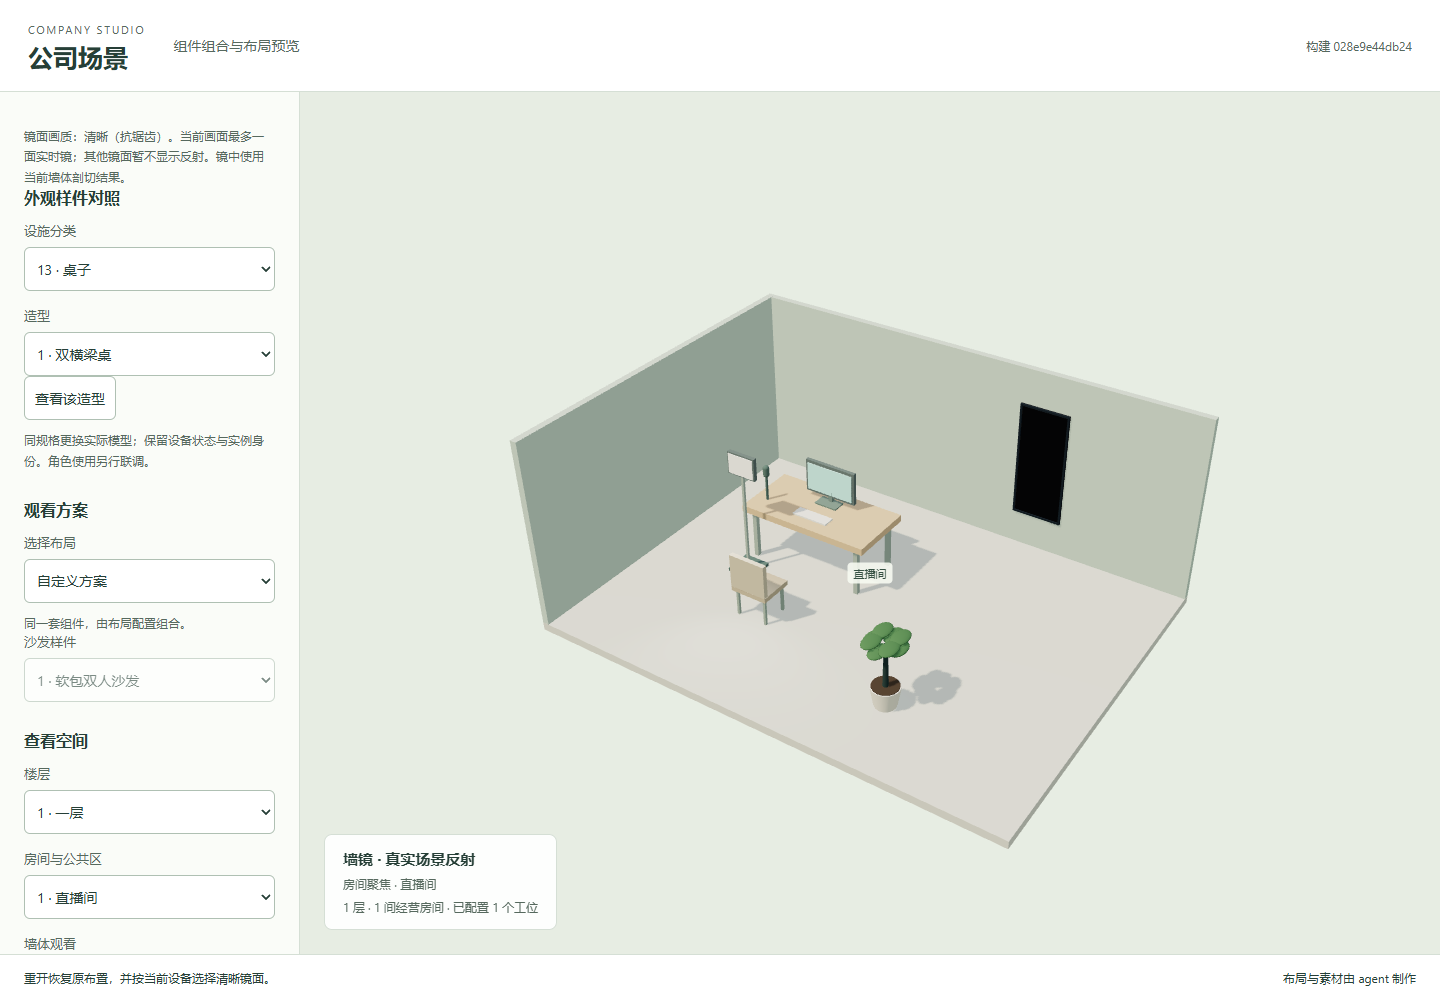 COMPANY STUDIO
公司场景
组件组合与布局预览
构建 028e9e44db24
镜面画质：清晰（抗锯齿）。当前画面最多一
面实时镜；其他镜面暂不显示反射。镜中使用
当前墙体剖切结果。
外观样件对照
设施分类
13 · 桌子
造型
1 · 双横梁桌
查看该造型
同规格更换实际模型；保留设备状态与实例身
份。角色使用另行联调。
观看方案
选择布局
自定义方案
同一套组件，由布局配置组合。
沙发样件
1 · 软包双人沙发
查看空间
楼层
1 · 一层
房间与公共区
1 · 直播间
墙体观看
直播间
墙镜 · 真实场景反射
房间聚焦 · 直播间
1 层 · 1 间经营房间 · 已配置 1 个工位
重开恢复原布置，并按当前设备选择清晰镜面。
布局与素材由 agent 制作